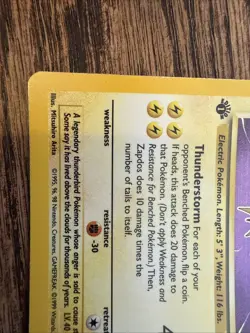 Electric Pokémon. Length: 5' 3", Weight: 116 lbs.
Thunderstorm For each of your
opponent's Benched Pokémon, flip a coin.
If heads, this attack does 20 damage to
that Pokémon. (Don't apply Weakness and
Resistance for Benched Pokémon.) Then,
Zapdos does 10 damage times the
number of tails to itself.
weakness
resistance
-30
retreat
A legendary thunderbird Pokémon whose anger is said to cause
Some say it has lived above the clouds for thousands of years. LV. 40
Illus. Mitsuhiro Arita
©1995, 96, 98 Nintendo, Creatures, GAMEFREAK. ©1999 Wizards.